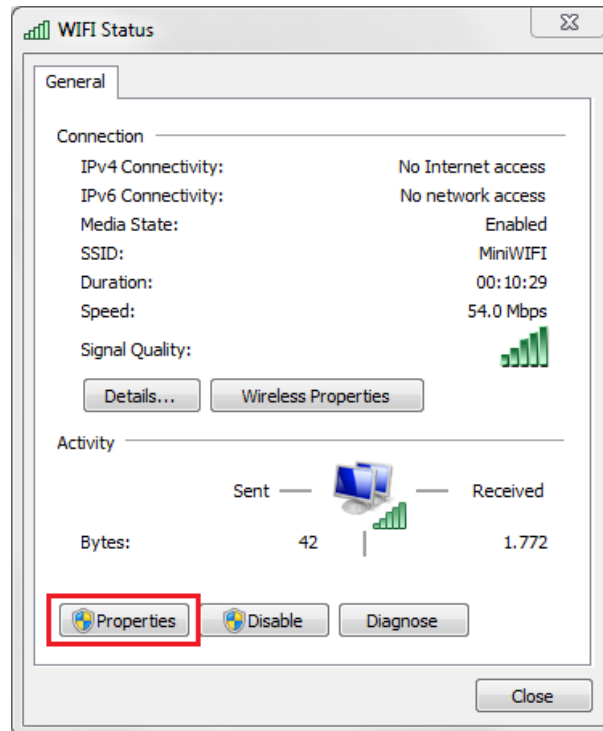 WIFI Status
General
Connection
IPv4 Connectivity: No Internet access
IPv6 Connectivity: No network access
Media State: Enabled
SSID: MiniWIFI
Duration: 00:10:29
Speed: 54.0 Mbps
Signal Quality:
Details... Wireless Properties
Activity
Sent Received
Bytes: 42 1.772
Properties Disable Diagnose
Close